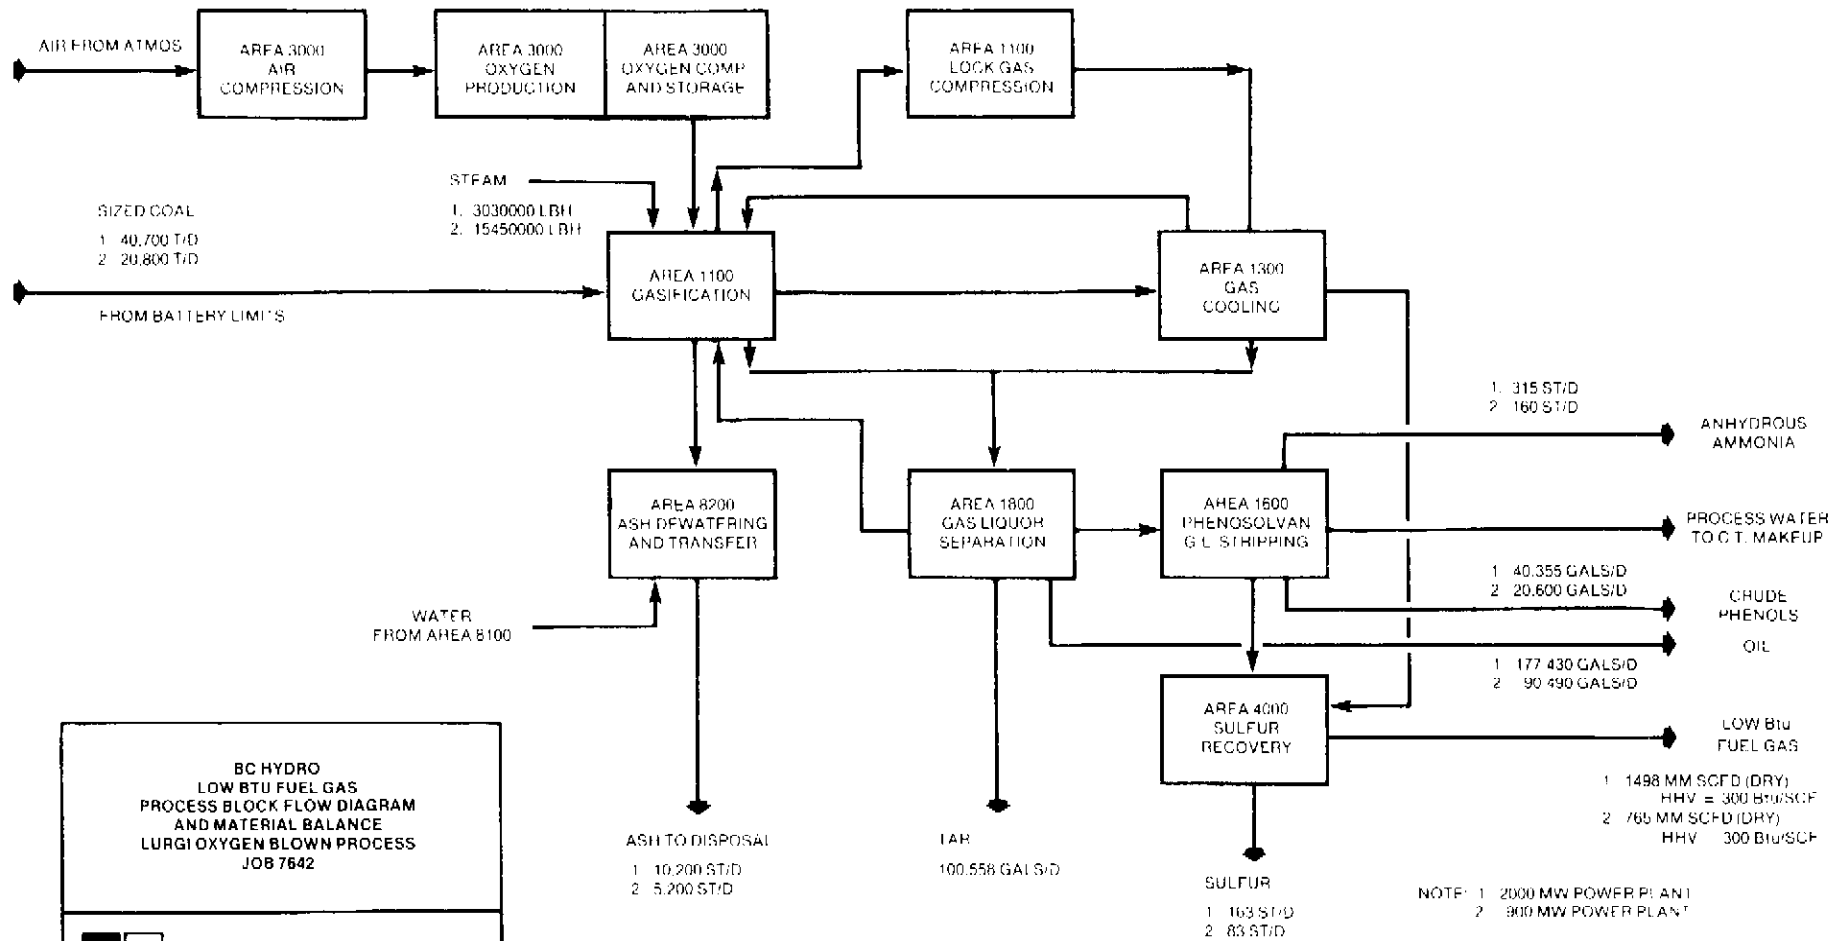 AIR FROM ATMOS
AREA 3000
AIR
COMPRESSION
AREA 3000
OXYGEN
PRODUCTION
AREA 3000
OXYGEN COMP
AND STORAGE
AREA 1100
LOCK GAS
COMPRESSION
STEAM
1. 3030000 LBH
2. 15450000 LBH
SIZED COAL
1 40,700 T/D
2 20,800 T/D
FROM BATTERY LIMITS
AREA 1100
GASIFICATION
AREA 1300
GAS
COOLING
1. 315 ST/D
2 160 ST/D
ANHYDROUS
AMMONIA
AREA 8200
ASH DEWATERING
AND TRANSFER
AREA 1800
GAS LIQUOR
SEPARATION
AREA 1600
PHENOSOLVAN
G.L. STRIPPING
PROCESS WATER
TO C.T. MAKEUP
1 40.355 GALS/D
2 20.600 GALS/D
CRUDE
PHENOLS
WATER
FROM AREA 8100
OIL
1 177 430 GALS/D
2 90 490 GALS/D
AREA 4000
SULFUR
RECOVERY
LOW Btu
FUEL GAS
1 1498 MM SCFD (DRY)
HHV = 300 Btu/SCF
2 765 MM SCFD (DRY)
HHV 300 Btu/SCF
BC HYDRO
LOW BTU FUEL GAS
PROCESS BLOCK FLOW DIAGRAM
AND MATERIAL BALANCE
LURGI OXYGEN BLOWN PROCESS
JOB 7642
ASH TO DISPOSAL
1 10,200 ST/D
2 5,200 ST/D
TAR
100,558 GALS/D
SULFUR
1 163 ST/D
2 83 ST/D
NOTE: 1 2000 MW POWER PLANT
2 900 MW POWER PLANT